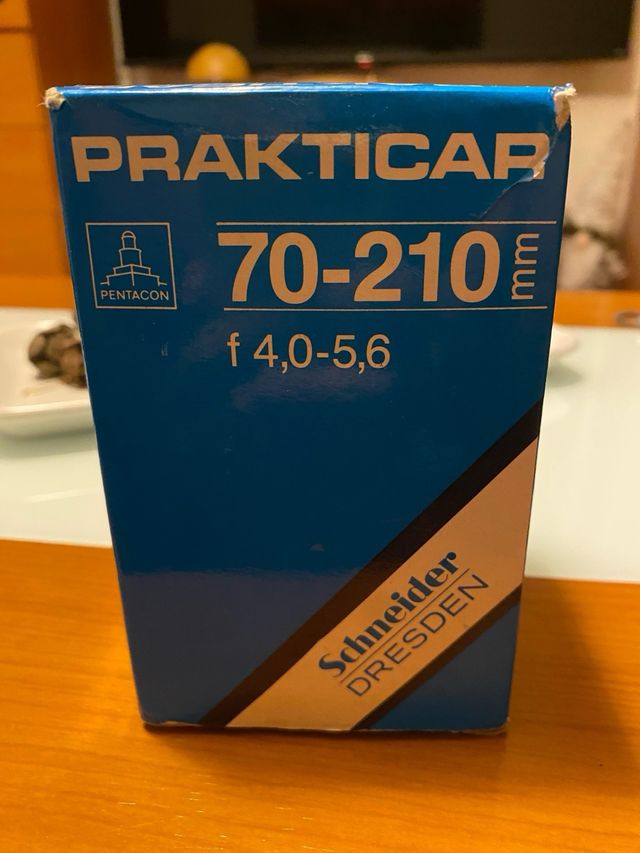 PRAKTICAR
PENTACON
70-210 mm
f 4,0-5,6
Schneider
DRESDEN